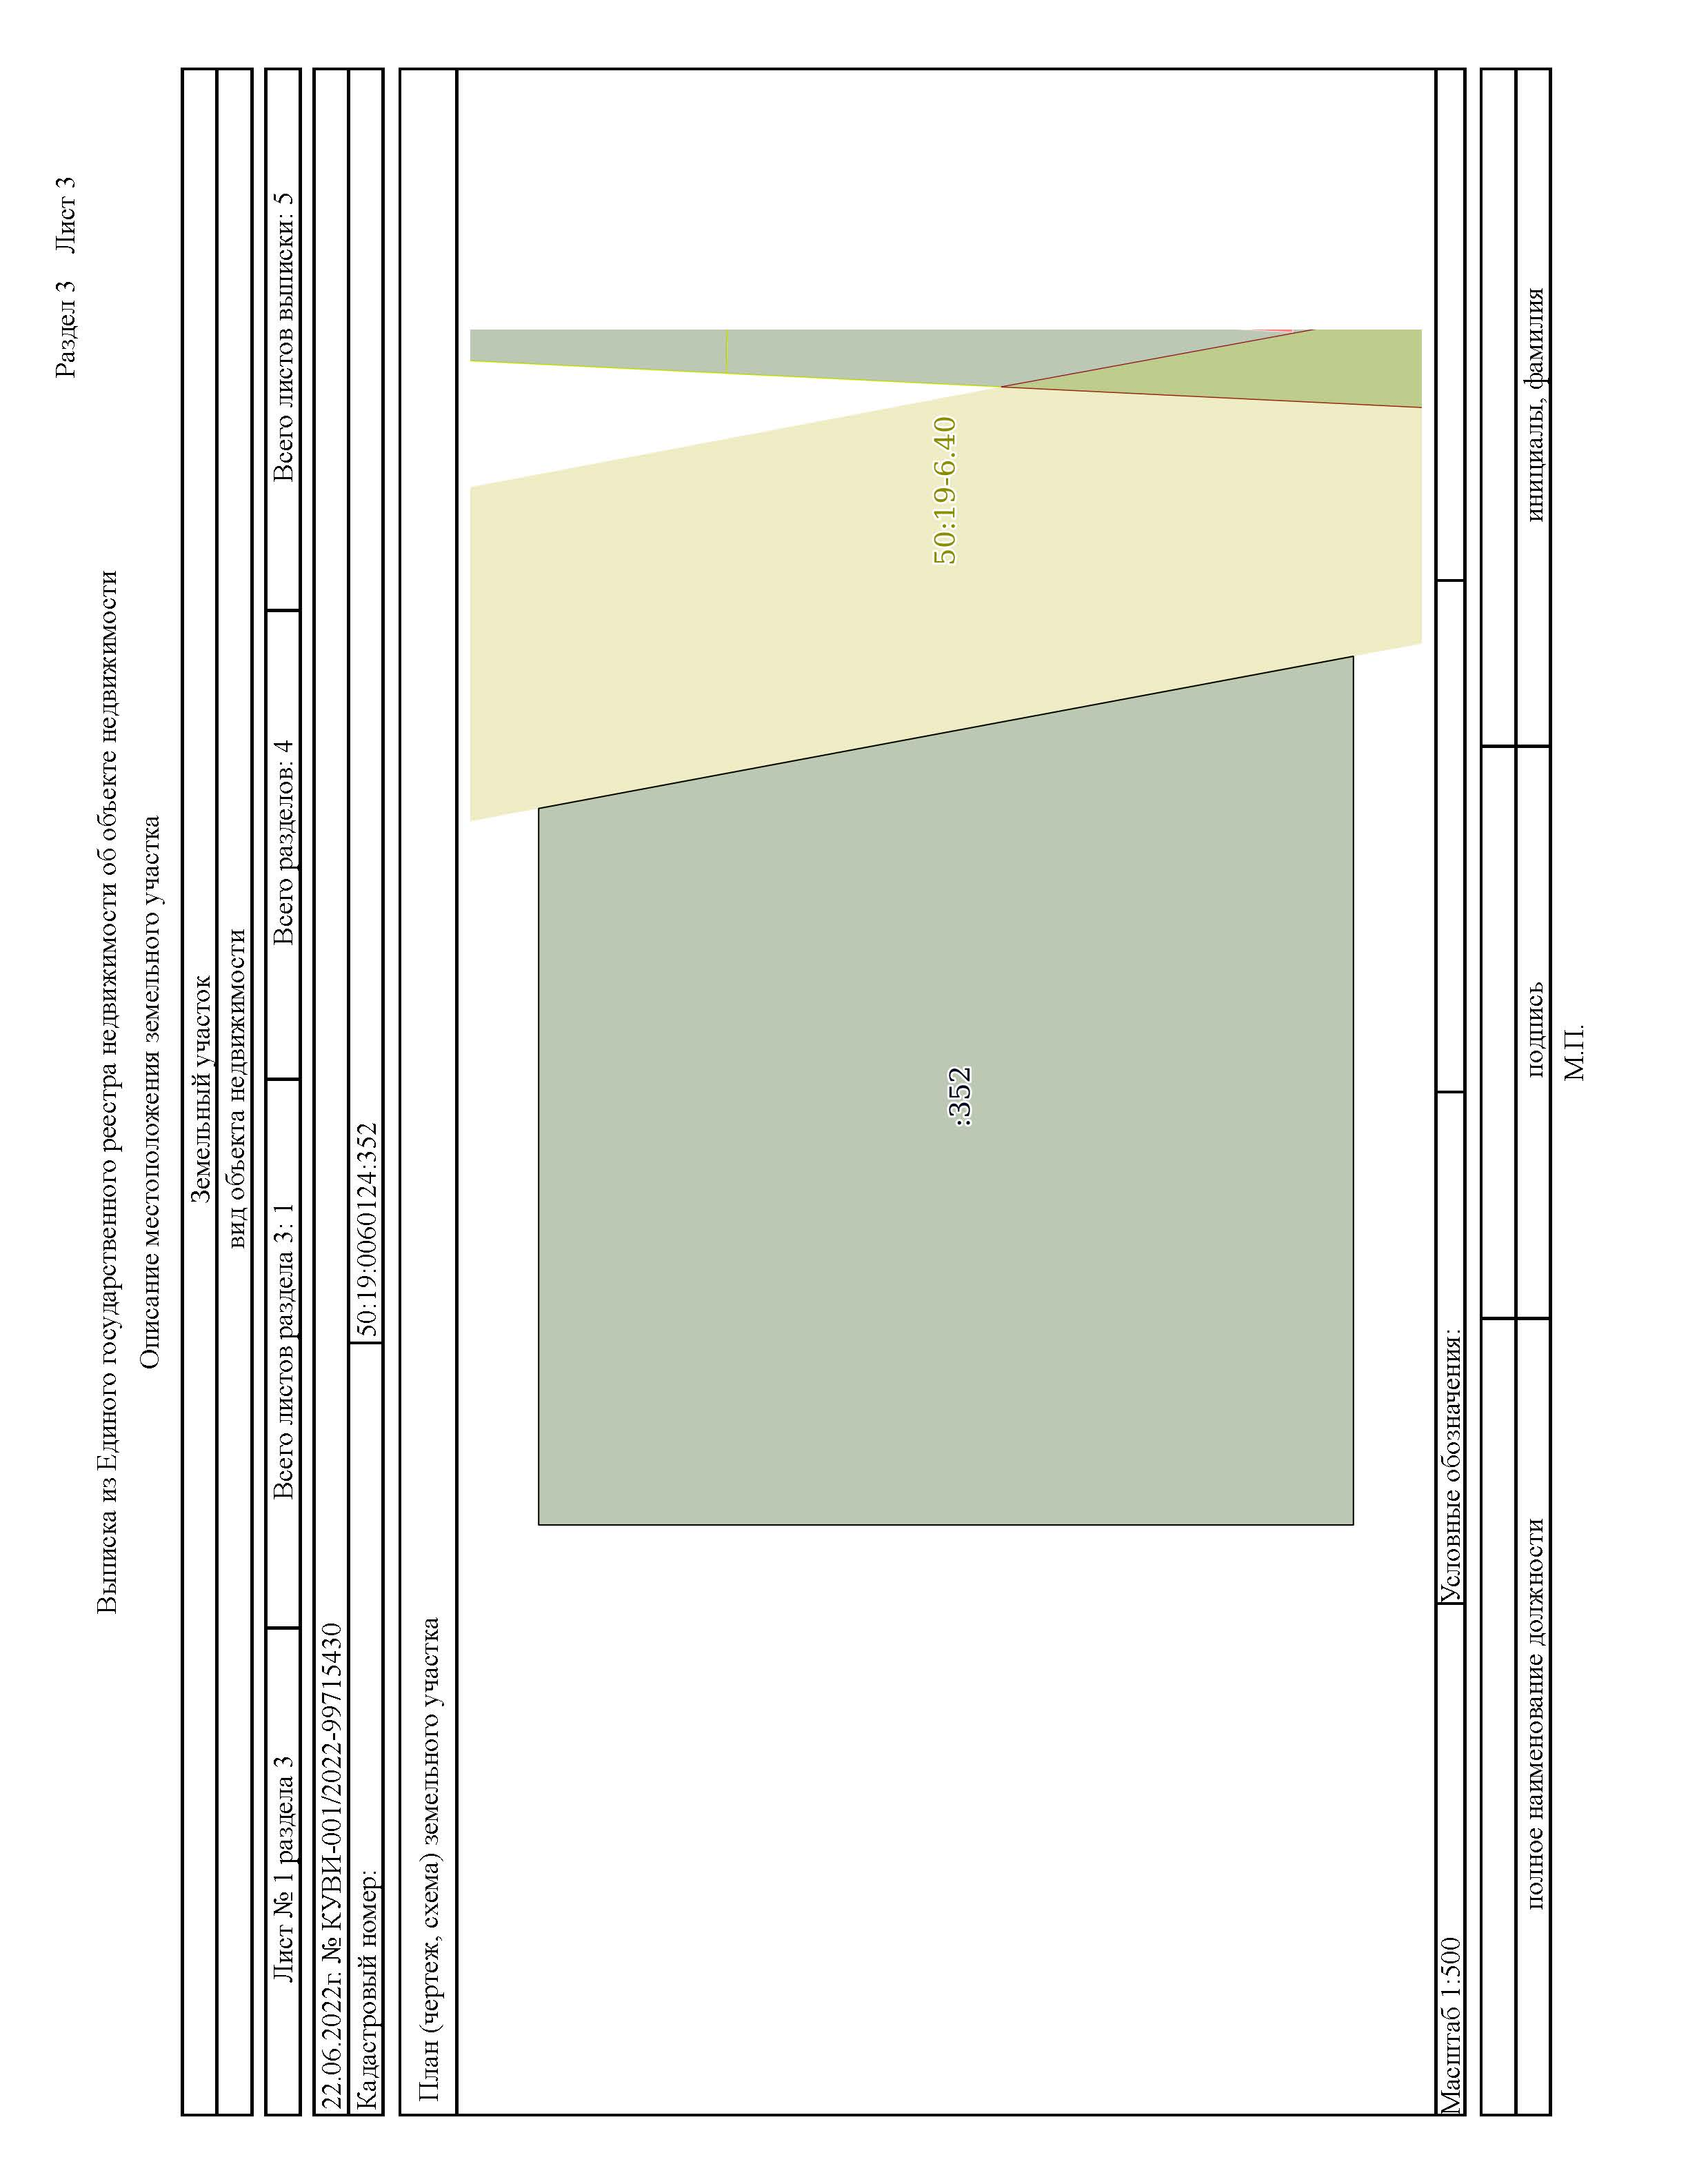 Раздел 3 Лист 3
Выписка из Единого государственного реестра недвижимости об объекте недвижимости
Описание местоположения земельного участка
Земельный участок
вид объекта недвижимости
Лист № 1 раздела 3 Всего листов раздела 3: 1 Всего разделов: 4 Всего листов выписки: 5
22.06.2022г. № КУВИ-001/2022-99715430
Кадастровый номер: 50:19:0060124:352
План (чертеж, схема) земельного участка
50:19-6.40
:352
Масштаб 1:500 Условные обозначения:
полное наименование должности подпись инициалы, фамилия
М.П.